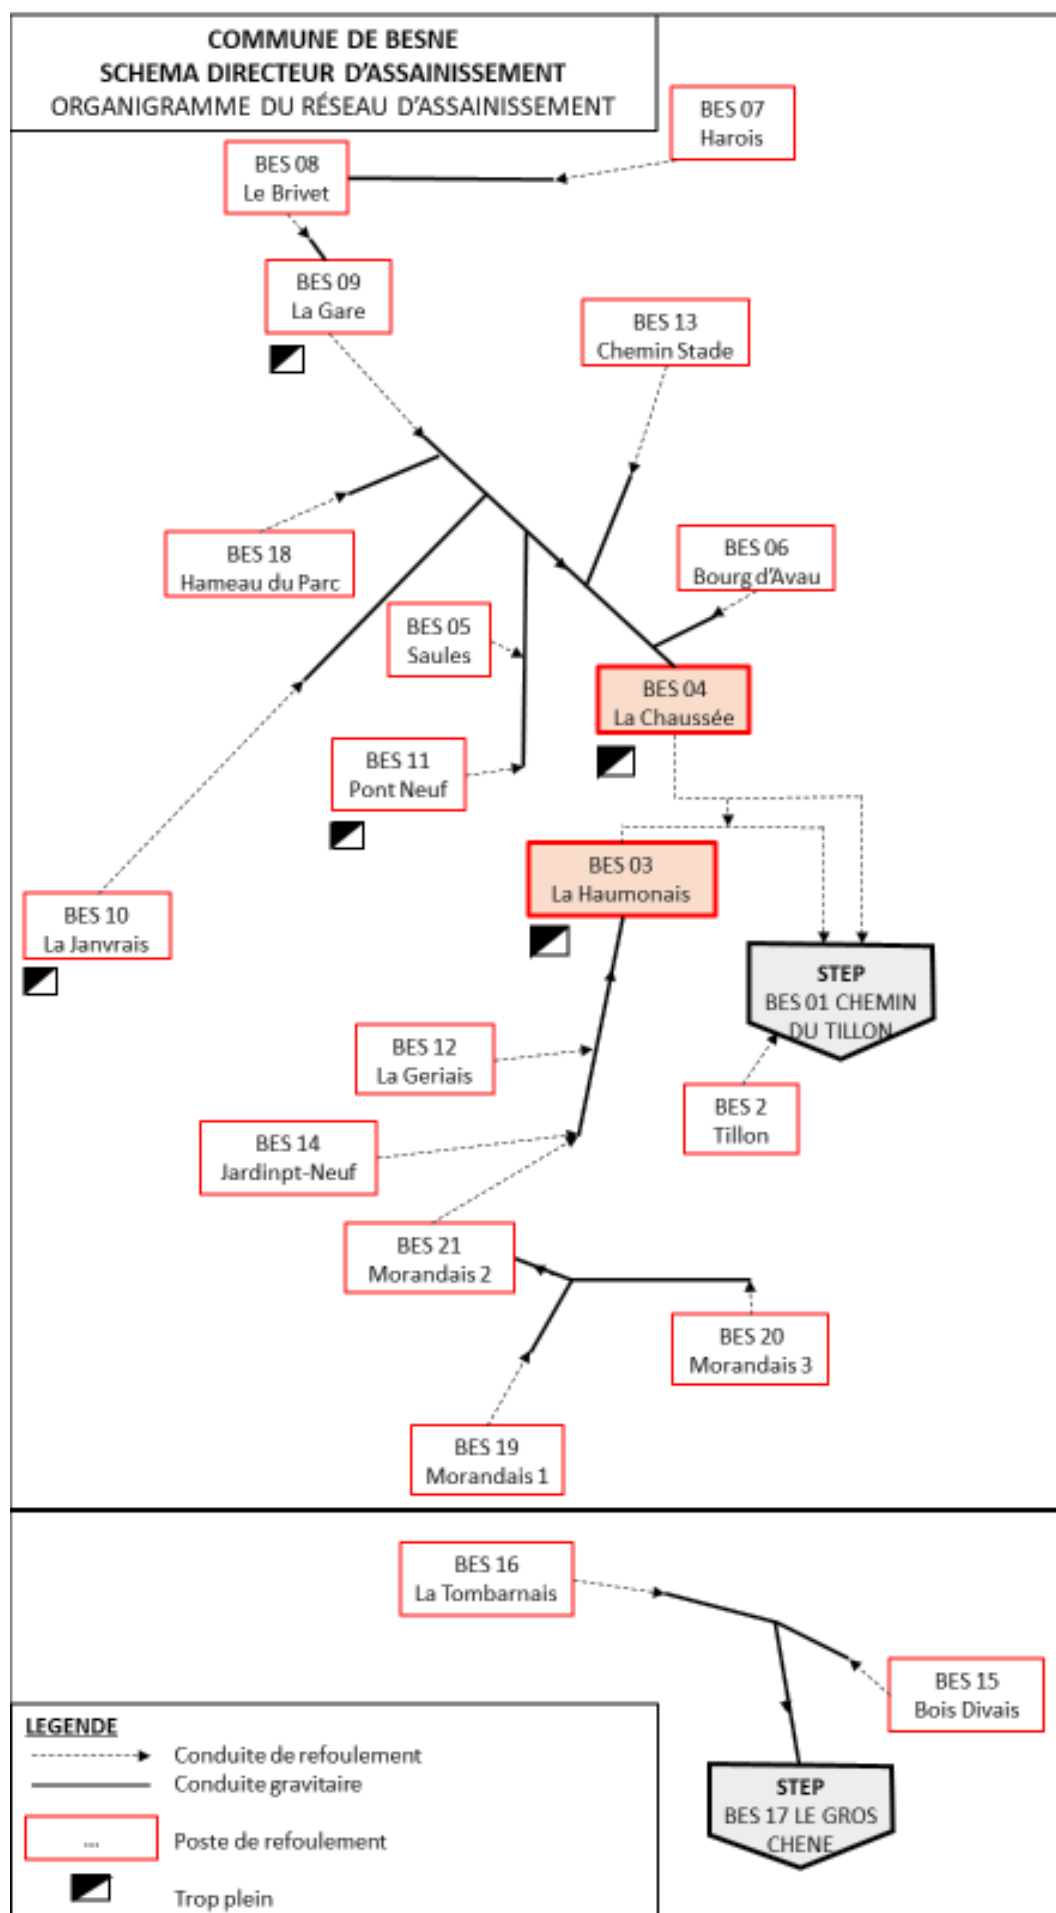 COMMUNE DE BESNE
SCHEMA DIRECTEUR D'ASSAINISSEMENT
ORGANIGRAMME DU RÉSEAU D'ASSAINISSEMENT
BES 07
Harois
BES 08
Le Brivet
BES 09
La Gare
BES 13
Chemin Stade
BES 18
Hameau du Parc
BES 06
Bourg d'Avau
BES 05
Saules
BES 04
La Chaussée
BES 11
Pont Neuf
BES 03
La Haumonais
BES 10
La Janvrais
STEP
BES 01 CHEMIN
DU TILLON
BES 12
La Geriais
BES 2
Tillon
BES 14
Jardinpt-Neuf
BES 21
Morandais 2
BES 20
Morandais 3
BES 19
Morandais 1
BES 16
La Tombarnais
BES 15
Bois Divais
STEP
BES 17 LE GROS
CHENE
LEGENDE
Conduite de refoulement
Conduite gravitaire
... Poste de refoulement
Trop plein